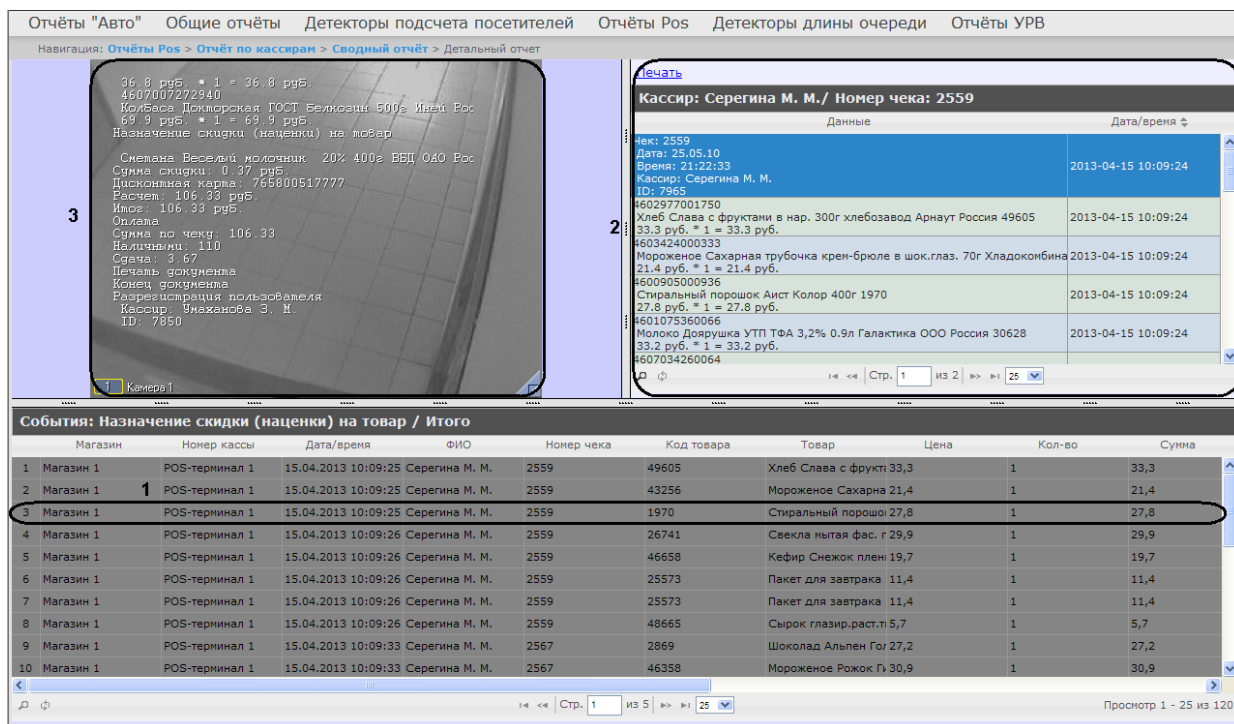 Отчёты "Авто" Общие отчёты Детекторы подсчета посетителей Отчёты Pos Детекторы длины очереди Отчёты УРВ
Навигация: Отчёты Pos > Отчёт по кассирам > Сводный отчёт > Детальный отчет
36.8 руб. * 1 = 36.8 руб.
4607007272940
Колбаса Докторская ГОСТ Белкозин 500г Иней Рос
69.9 руб. * 1 = 69.9 руб.
Назначение скидки (наценки) на товар
Сметана Веселый молочник 20% 400г ВБД ОАО Рос
Сумма скидки: 0.37 руб.
Дисконтная карта: 765800517777
Расчет: 106.33 руб.
Итог: 106.33 руб.
Оплата
Сумма по чеку: 106.33
Наличными: 110
Сдача: 3.67
Печать документа
Конец документа
Разрегистрация пользователя
Кассир: Умаханова З. М.
ID: 7850
1 Камера 1
3
2
Печать
Кассир: Серегина М. М./ Номер чека: 2559
Данные Дата/время
Чек: 2559
Дата: 25.05.10
Время: 21:22:33
Кассир: Серегина М. М.
ID: 7965
2013-04-15 10:09:24
4602977001750
Хлеб Слава с фруктами в нар. 300г хлебозавод Арнаут Россия 49605
33.3 руб. * 1 = 33.3 руб.
2013-04-15 10:09:24
4603424000333
Мороженое Сахарная трубочка крем-брюле в шок.глаз. 70г Хладокомбина
21.4 руб. * 1 = 21.4 руб.
2013-04-15 10:09:24
4600905000936
Стиральный порошок Аист Колор 400г 1970
27.8 руб. * 1 = 27.8 руб.
2013-04-15 10:09:24
4601075360066
Молоко Доярушка УТП ТФА 3,2% 0.9л Галактика ООО Россия 30628
33.2 руб. * 1 = 33.2 руб.
2013-04-15 10:09:24
4607034260064
Стр. 1 из 2 25
События: Назначение скидки (наценки) на товар / Итого
Магазин Номер кассы Дата/время ФИО Номер чека Код товара Товар Цена Кол-во Сумма
1 Магазин 1 POS-терминал 1 15.04.2013 10:09:25 Серегина М. М. 2559 49605 Хлеб Слава с фрукта 33,3 1 33,3
2 Магазин 1 POS-терминал 1 15.04.2013 10:09:25 Серегина М. М. 2559 43256 Мороженое Сахарна 21,4 1 21,4
1
3 Магазин 1 POS-терминал 1 15.04.2013 10:09:25 Серегина М. М. 2559 1970 Стиральный порошо 27,8 1 27,8
4 Магазин 1 POS-терминал 1 15.04.2013 10:09:26 Серегина М. М. 2559 26741 Свекла мытая фас. г 29,9 1 29,9
5 Магазин 1 POS-терминал 1 15.04.2013 10:09:26 Серегина М. М. 2559 46658 Кефир Снежок плен 19,7 1 19,7
6 Магазин 1 POS-терминал 1 15.04.2013 10:09:26 Серегина М. М. 2559 25573 Пакет для завтрака 11,4 1 11,4
7 Магазин 1 POS-терминал 1 15.04.2013 10:09:26 Серегина М. М. 2559 25573 Пакет для завтрака 11,4 1 11,4
8 Магазин 1 POS-терминал 1 15.04.2013 10:09:26 Серегина М. М. 2559 48665 Сырок глазир.раст.т 5,7 1 5,7
9 Магазин 1 POS-терминал 1 15.04.2013 10:09:33 Серегина М. М. 2567 2869 Шоколад Альпен Гол 27,2 1 27,2
10 Магазин 1 POS-терминал 1 15.04.2013 10:09:33 Серегина М. М. 2567 46358 Мороженое Рожок Ги 30,9 1 30,9
Стр. 1 из 5 25 Просмотр 1 - 25 из 120